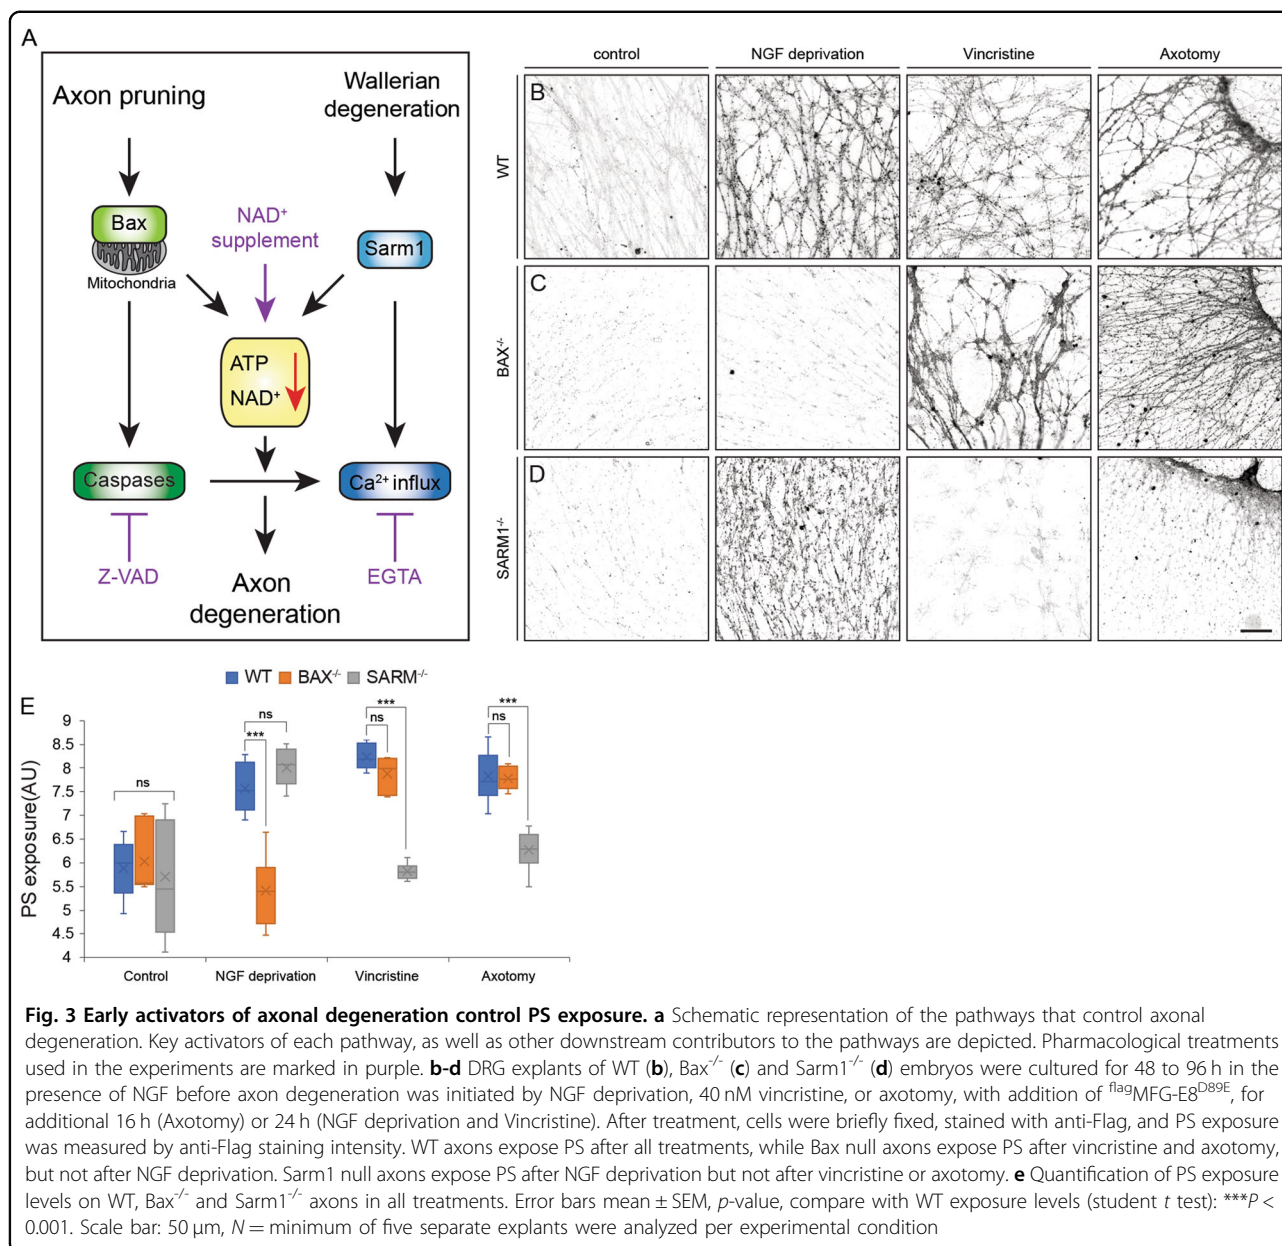 A
Axon pruning
Wallerian
degeneration
Bax
Mitochondria
NAD⁺
supplement
Sarm1
ATP
NAD⁺
Caspases
Ca²⁺ influx
Z-VAD
Axon
degeneration
EGTA
control
NGF deprivation
Vincristine
Axotomy
B
WT
C
BAX⁻/⁻
D
SARM1⁻/⁻
WT
BAX⁻/⁻
SARM⁻/⁻
E
PS exposure(AU)
9
8.5
8
7.5
7
6.5
6
5.5
5
4.5
4
ns
ns
***
***
ns
***
ns
Control
NGF deprivation
Vincristine
Axotomy
Fig. 3 Early activators of axonal degeneration control PS exposure. a Schematic representation of the pathways that control axonal
degeneration. Key activators of each pathway, as well as other downstream contributors to the pathways are depicted. Pharmacological treatments
used in the experiments are marked in purple. b-d DRG explants of WT (b), Bax⁻/⁻ (c) and Sarm1⁻/⁻ (d) embryos were cultured for 48 to 96 h in the
presence of NGF before axon degeneration was initiated by NGF deprivation, 40 nM vincristine, or axotomy, with addition of ᶠˡᵃᵍMFG-E8ᴰ⁸⁹ᴱ, for
additional 16 h (Axotomy) or 24 h (NGF deprivation and Vincristine). After treatment, cells were briefly fixed, stained with anti-Flag, and PS exposure
was measured by anti-Flag staining intensity. WT axons expose PS after all treatments, while Bax null axons expose PS after vincristine and axotomy,
but not after NGF deprivation. Sarm1 null axons expose PS after NGF deprivation but not after vincristine or axotomy. e Quantification of PS exposure
levels on WT, Bax⁻/⁻ and Sarm1⁻/⁻ axons in all treatments. Error bars mean ± SEM, p-value, compare with WT exposure levels (student t test): ***P <
0.001. Scale bar: 50 μm, N = minimum of five separate explants were analyzed per experimental condition